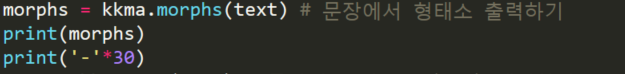 morphs = kkma.morphs(text) # 문장에서 형태소 출력하기
print(morphs)
print('-'*30)